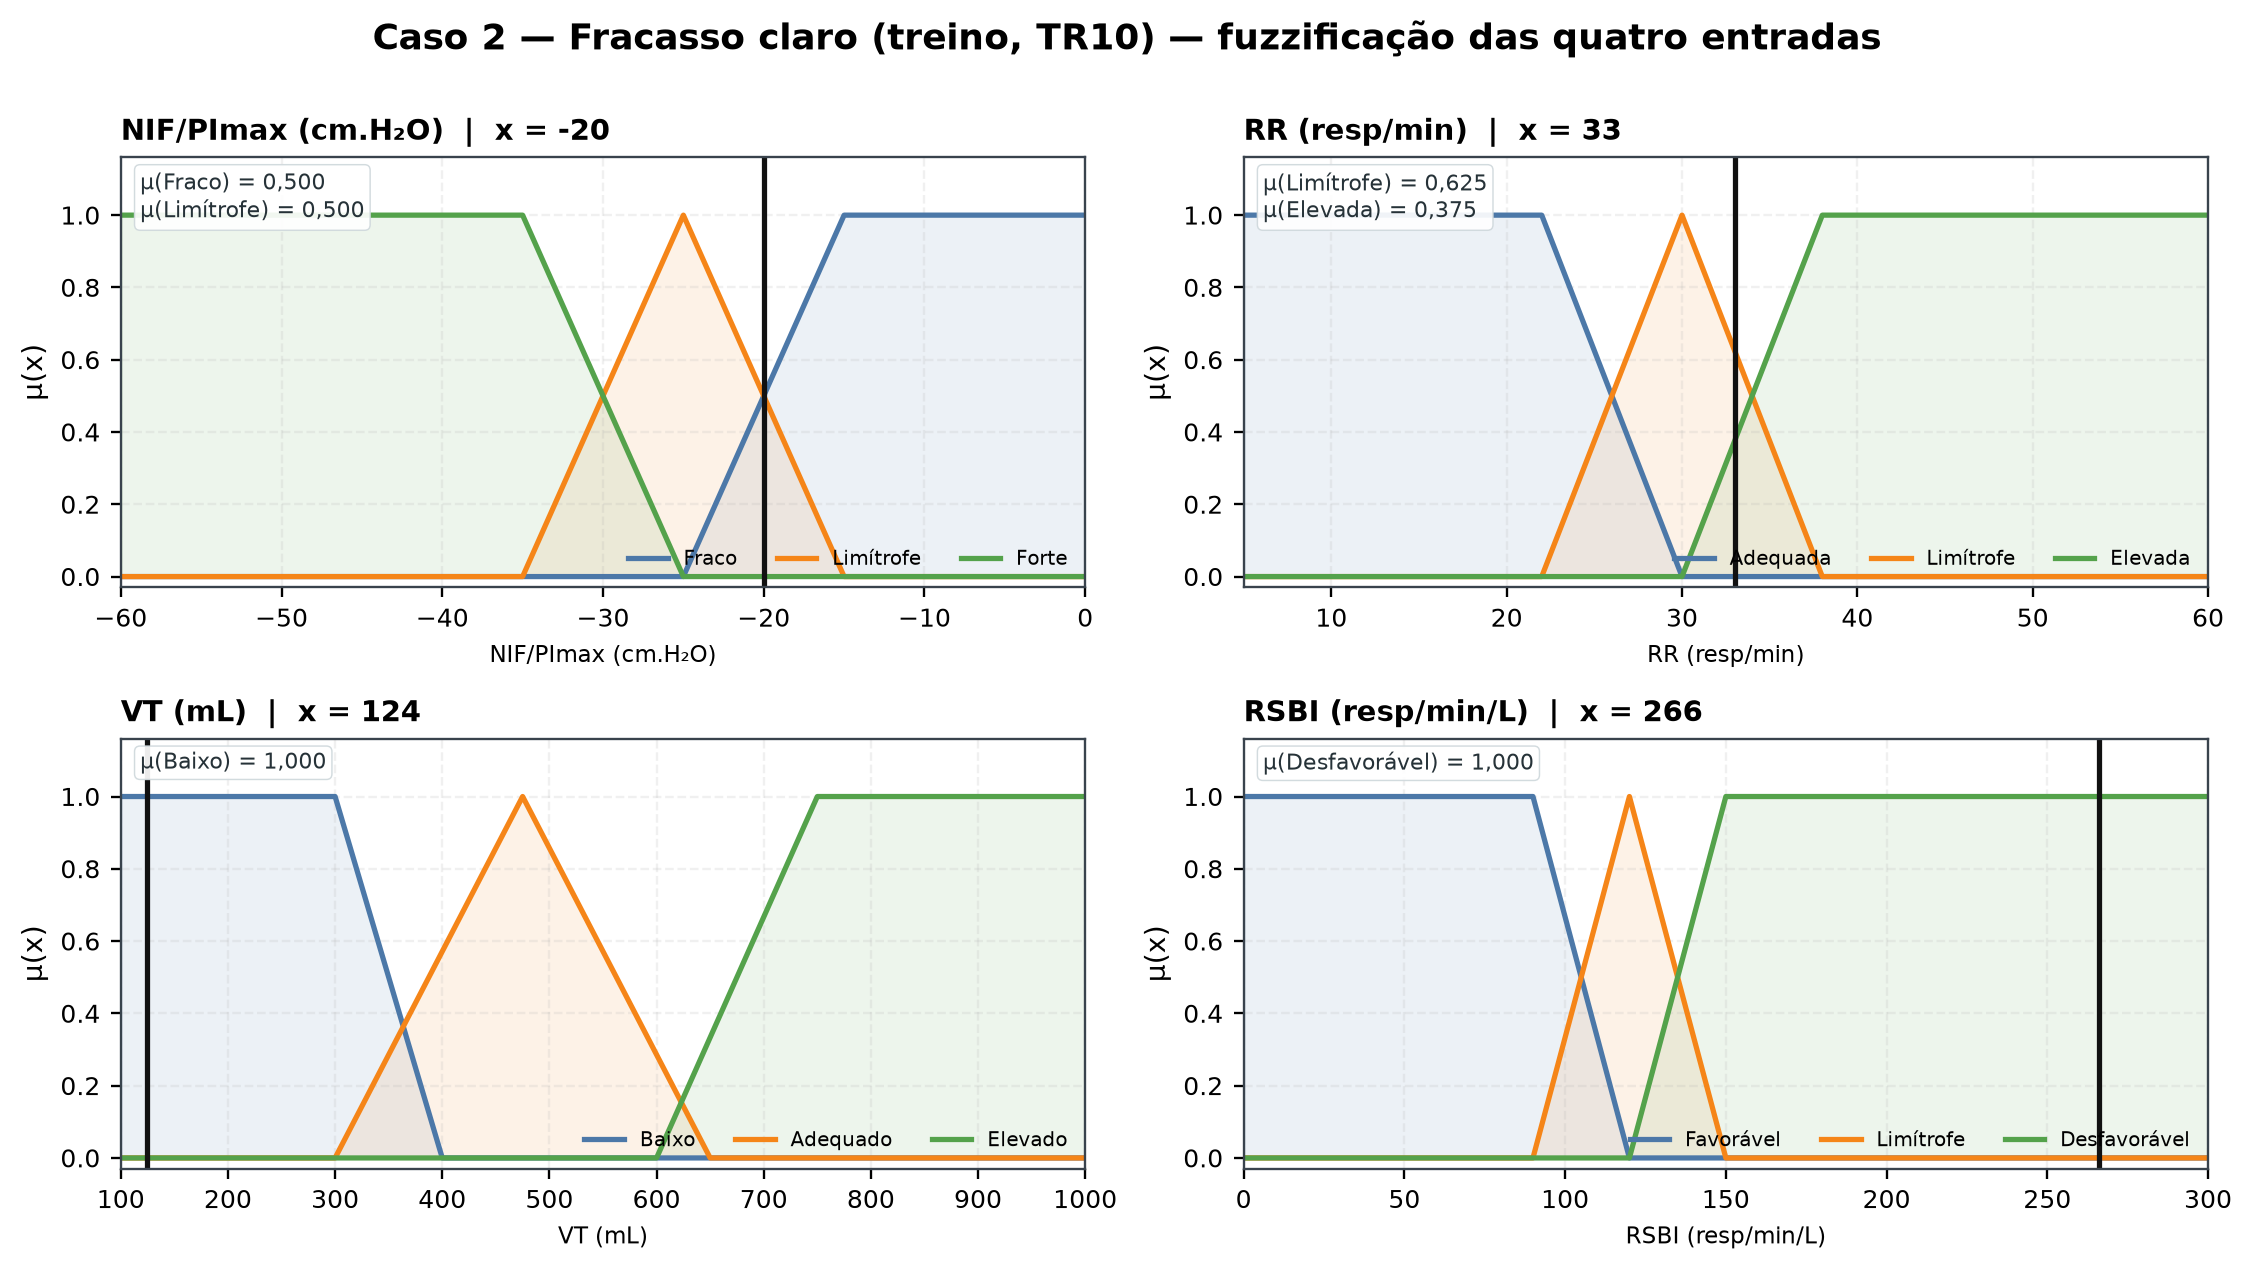 Caso 2 — Fracasso claro (treino, TR10) — fuzzificação das quatro entradas
NIF/PImax (cm.H₂O) | x = -20
μ(Fraco) = 0,500
μ(Limítrofe) = 0,500
1.0
0.8
0.6
0.4
0.2
0.0
μ(x)
Fraco Limítrofe Forte
−60 −50 −40 −30 −20 −10 0
NIF/PImax (cm.H₂O)
RR (resp/min) | x = 33
μ(Limítrofe) = 0,625
μ(Elevada) = 0,375
1.0
0.8
0.6
0.4
0.2
0.0
μ(x)
Adequada Limítrofe Elevada
10 20 30 40 50 60
RR (resp/min)
VT (mL) | x = 124
μ(Baixo) = 1,000
1.0
0.8
0.6
0.4
0.2
0.0
μ(x)
Baixo Adequado Elevado
100 200 300 400 500 600 700 800 900 1000
VT (mL)
RSBI (resp/min/L) | x = 266
μ(Desfavorável) = 1,000
1.0
0.8
0.6
0.4
0.2
0.0
μ(x)
Favorável Limítrofe Desfavorável
0 50 100 150 200 250 300
RSBI (resp/min/L)